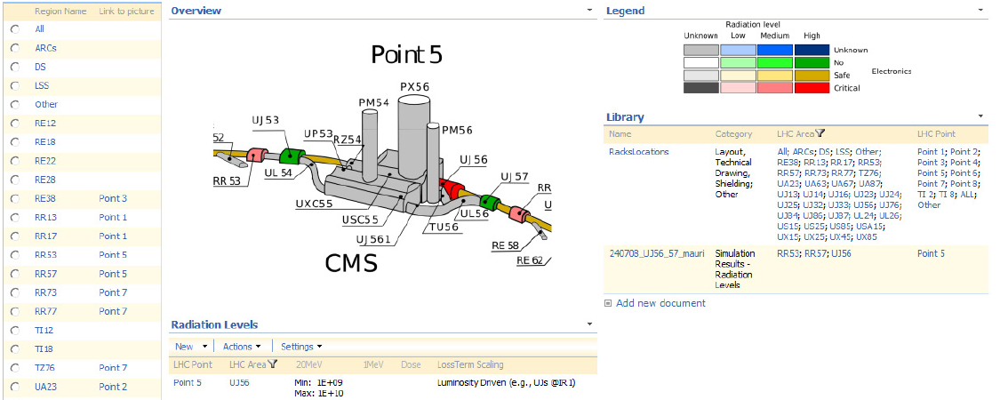 Region Name Link to picture
All
ARCs
DS
LSS
Other
RE12
RE18
RE22
RE28
RE38 Point 3
RR13 Point 1
RR17 Point 1
RR53 Point 5
RR57 Point 5
RR73 Point 7
RR77 Point 7
TI12
TI18
TZ76 Point 7
UA23 Point 2
Overview
Point 5
PX56
PM54
PM56
UJ53
UP53
RZ54
52
RR 53
UL 54
UJ 56
UJ 57
RR
U
UXC55
USC55
UJ561
TU56
UL56
RE 58
RE 62
CMS
Radiation Levels
New Actions Settings
LHC Point LHC Area 20MeV 1MeV Dose LossTerm Scaling
Point 5 UJ56 Min: 1E+09 Luminosity Driven (e.g., UJs @IR1)
Max: 1E+10
Legend
Radiation level
Unknown Low Medium High
Unknown
No
Safe
Critical
Electronics
Library
Name Category LHC Area LHC Point
RacksLocations Layout, All; ARCs; DS; LSS; Other; Point 1; Point 2;
Technical RE38; RR13; RR17; RR53; Point 3; Point 4;
Drawing, RR57; RR73; RR77; TZ76; Point 5; Point 6;
Shielding; UA23; UA63; UA67; UA87; Point 7; Point 8;
Other UJ13; UJ14; UJ16; UJ23; UJ24; TI 2; TI 8; ALL;
UJ25; UJ32; UJ33; UJ56; UJ76; Other
UJ84; UJ86; UJ87; UL24; UL26;
US15; US25; US85; USA15;
UX15; UX25; UX45; UX85
240708_UJ56_57_mauri Simulation RR53; RR57; UJ56 Point 5
Results -
Radiation
Levels
Add new document